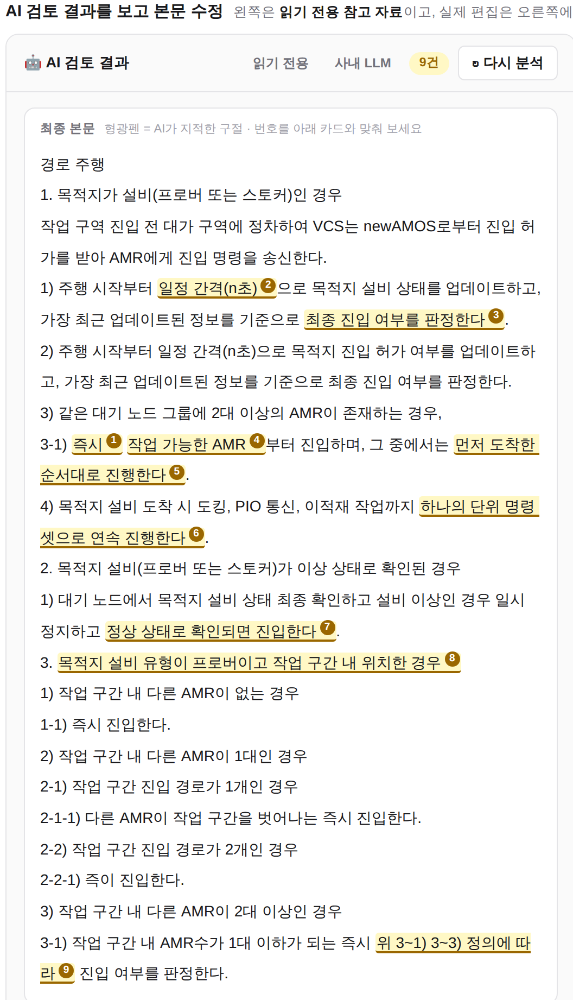 AI 검토 결과를 보고 본문 수정 왼쪽은 읽기 전용 참고 자료이고, 실제 편집은 오른쪽에
🤖 AI 검토 결과 읽기 전용 사내 LLM 9건 다시 분석
최종 본문 형광펜 = AI가 지적한 구절 · 번호를 아래 카드와 맞춰 보세요
경로 주행
1. 목적지가 설비(프로버 또는 스토커)인 경우
작업 구역 진입 전 대가 구역에 정차하여 VCS는 newAMOS로부터 진입 허
가를 받아 AMR에게 진입 명령을 송신한다.
1) 주행 시작부터 일정 간격(n초) 2 으로 목적지 설비 상태를 업데이트하고,
가장 최근 업데이트된 정보를 기준으로 최종 진입 여부를 판정한다 3 .
2) 주행 시작부터 일정 간격(n초)으로 목적지 진입 허가 여부를 업데이트하
고, 가장 최근 업데이트된 정보를 기준으로 최종 진입 여부를 판정한다.
3) 같은 대기 노드 그룹에 2대 이상의 AMR이 존재하는 경우,
3-1) 즉시 1 작업 가능한 AMR 4 부터 진입하며, 그 중에서는 먼저 도착한
순서대로 진행한다 5 .
4) 목적지 설비 도착 시 도킹, PIO 통신, 이적재 작업까지 하나의 단위 명령
셋으로 연속 진행한다 6 .
2. 목적지 설비(프로버 또는 스토커)가 이상 상태로 확인된 경우
1) 대기 노드에서 목적지 설비 상태 최종 확인하고 설비 이상인 경우 일시
정지하고 정상 상태로 확인되면 진입한다 7 .
3. 목적지 설비 유형이 프로버이고 작업 구간 내 위치한 경우 8
1) 작업 구간 내 다른 AMR이 없는 경우
1-1) 즉시 진입한다.
2) 작업 구간 내 다른 AMR이 1대인 경우
2-1) 작업 구간 진입 경로가 1개인 경우
2-1-1) 다른 AMR이 작업 구간을 벗어나는 즉시 진입한다.
2-2) 작업 구간 진입 경로가 2개인 경우
2-2-1) 즉이 진입한다.
3) 작업 구간 내 다른 AMR이 2대 이상인 경우
3-1) 작업 구간 내 AMR수가 1대 이하가 되는 즉시 위 3~1) 3~3) 정의에 따
라 9 진입 여부를 판정한다.